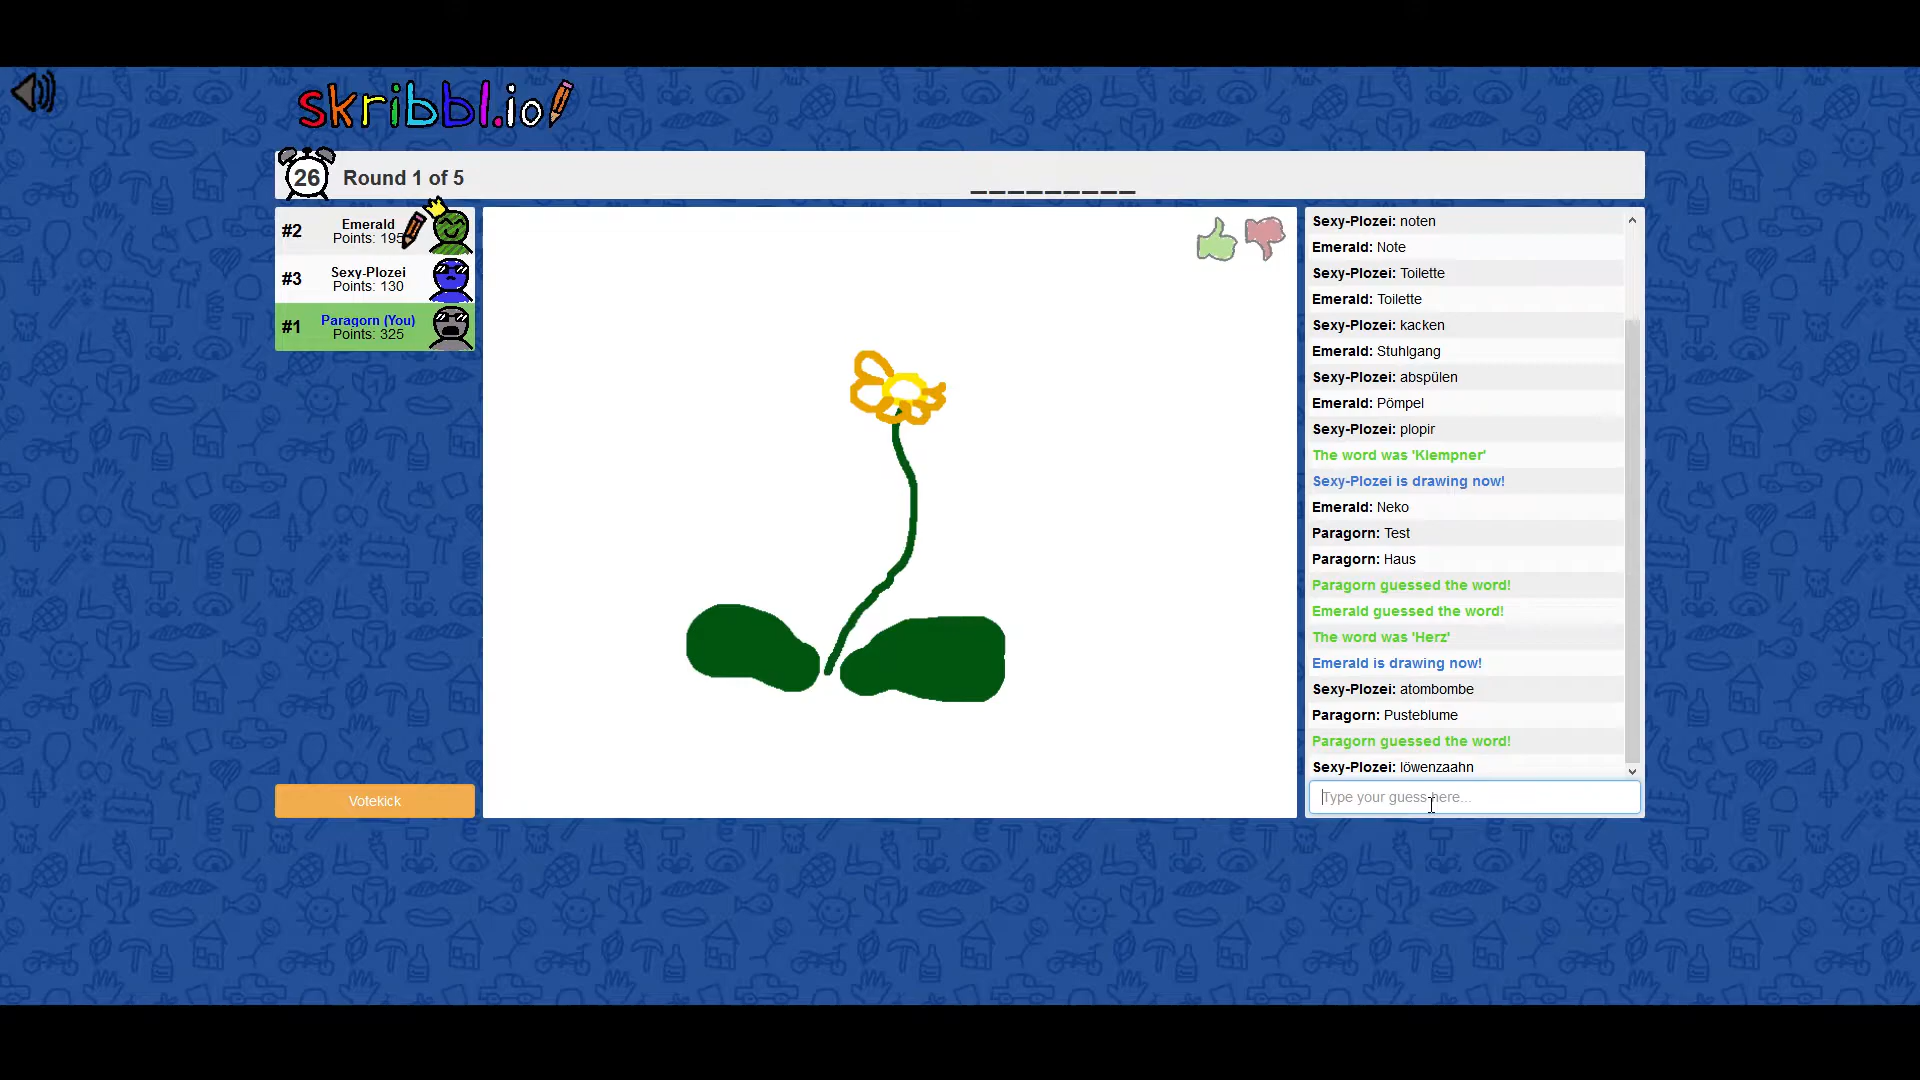 skribbl.io
26
Round 1 of 5
_________
#2
Emerald
Points: 195
#3
Sexy-Plozei
Points: 130
#1
Paragorn (You)
Points: 325
Votekick
Sexy-Plozei: noten
Emerald: Note
Sexy-Plozei: Toilette
Emerald: Toilette
Sexy-Plozei: kacken
Emerald: Stuhlgang
Sexy-Plozei: abspülen
Emerald: Pömpel
Sexy-Plozei: plopir
The word was 'Klempner'
Sexy-Plozei is drawing now!
Emerald: Neko
Paragorn: Test
Paragorn: Haus
Paragorn guessed the word!
Emerald guessed the word!
The word was 'Herz'
Emerald is drawing now!
Sexy-Plozei: atombombe
Paragorn: Pusteblume
Paragorn guessed the word!
Sexy-Plozei: löwenzaahn
Type your guess here...